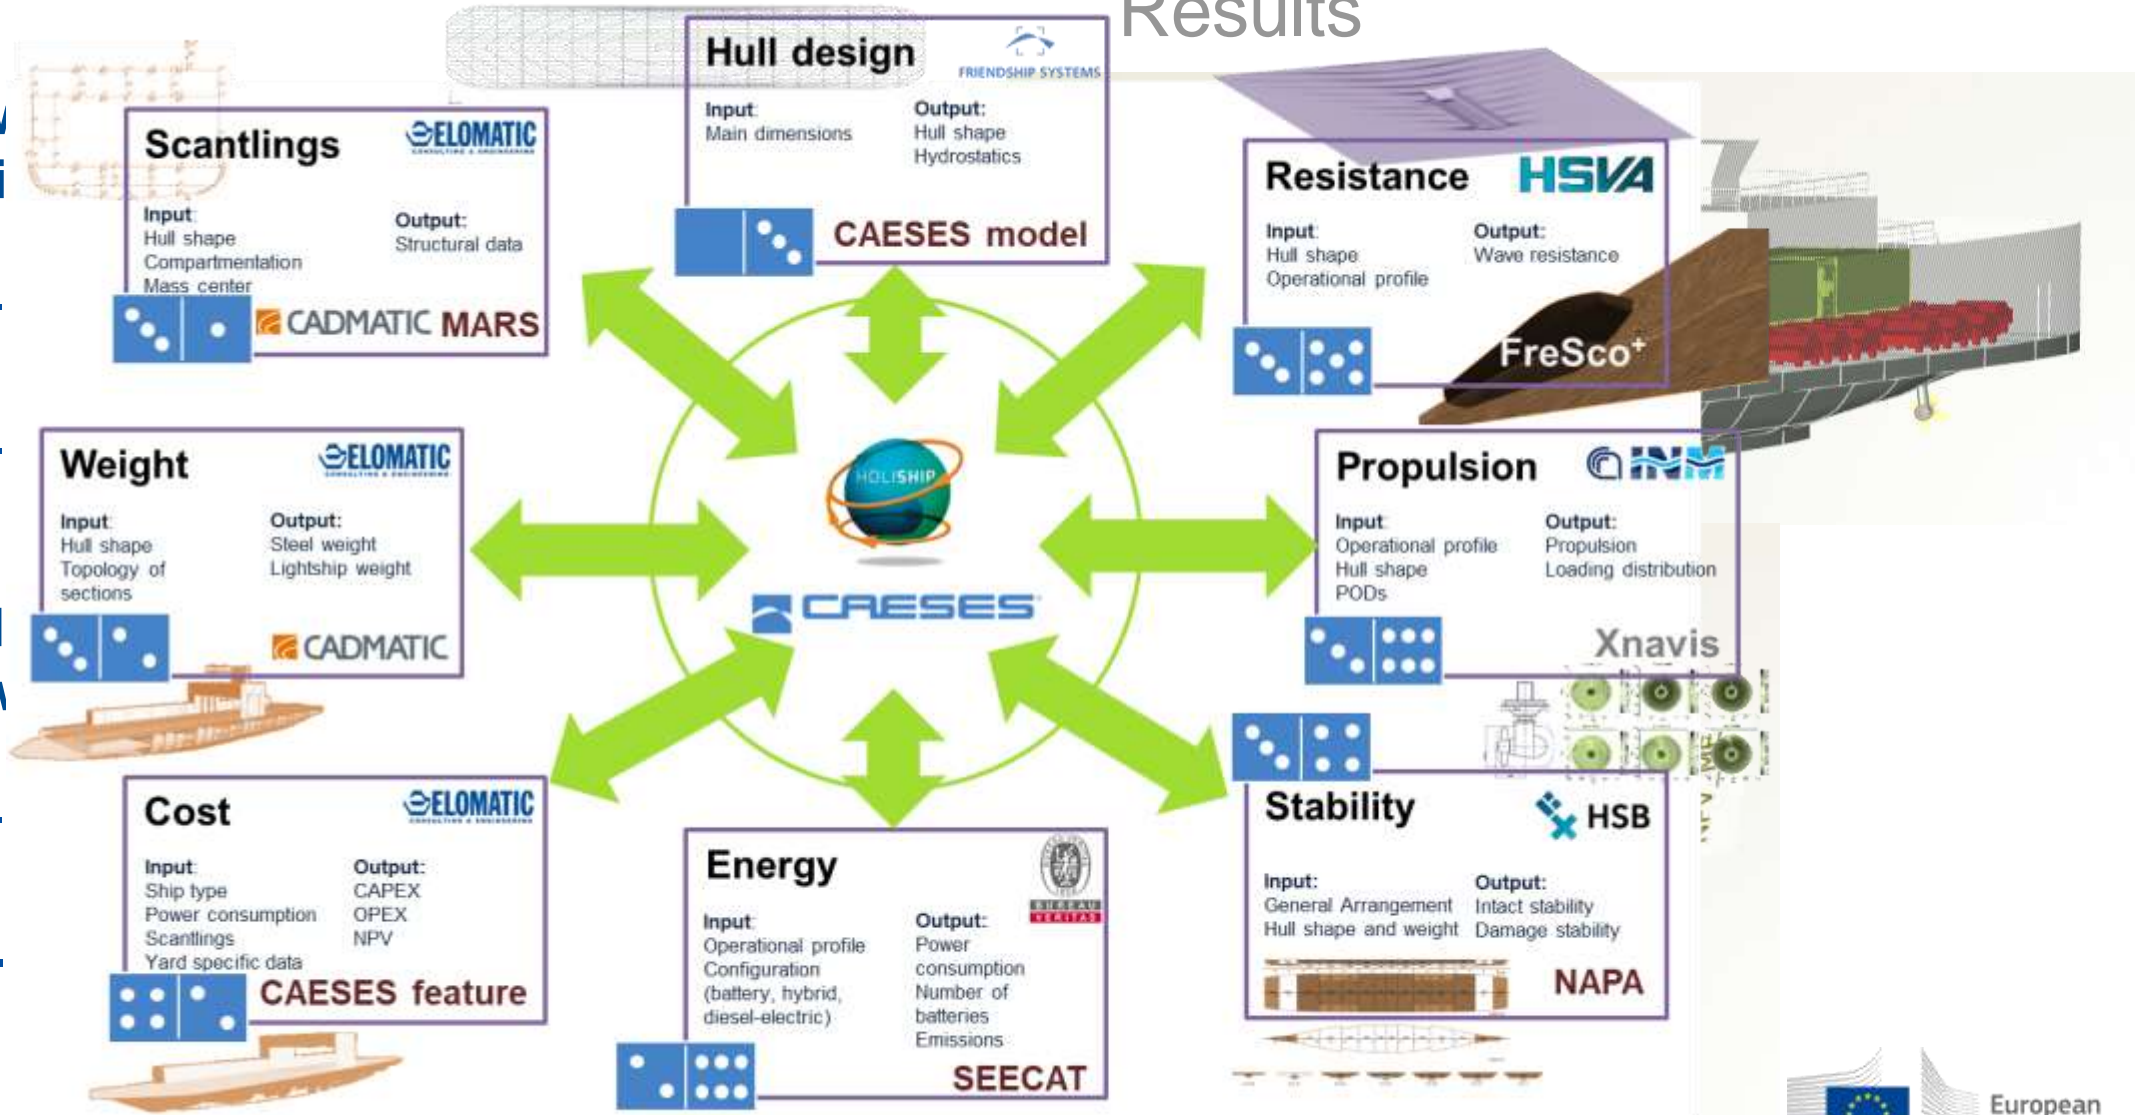 Results
Hull design
FRIENDSHIP SYSTEMS
Input:
Main dimensions
Output:
Hull shape
Hydrostatics
CAESES model
Scantlings
ELOMATIC
CONSULTING & ENGINEERING
Input:
Hull shape
Compartmentation
Mass center
Output:
Structural data
CADMATIC MARS
Resistance
HSVA
Input:
Hull shape
Operational profile
Output:
Wave resistance
FreSco+
Weight
ELOMATIC
CONSULTING & ENGINEERING
Input:
Hull shape
Topology of
sections
Output:
Steel weight
Lightship weight
CADMATIC
HOLISHIP
CAESES
Propulsion
INM
Input:
Operational profile
Hull shape
PODs
Output:
Propulsion
Loading distribution
Xnavis
Cost
ELOMATIC
CONSULTING & ENGINEERING
Input:
Ship type
Power consumption
Scantlings
Yard specific data
Output:
CAPEX
OPEX
NPV
CAESES feature
Energy
BUREAU
VERITAS
Input:
Operational profile
Configuration
(battery, hybrid,
diesel-electric)
Output:
Power
consumption
Number of
batteries
Emissions
SEECAT
Stability
HSB
Input:
General Arrangement
Hull shape and weight
Output:
Intact stability
Damage stability
NAPA
European